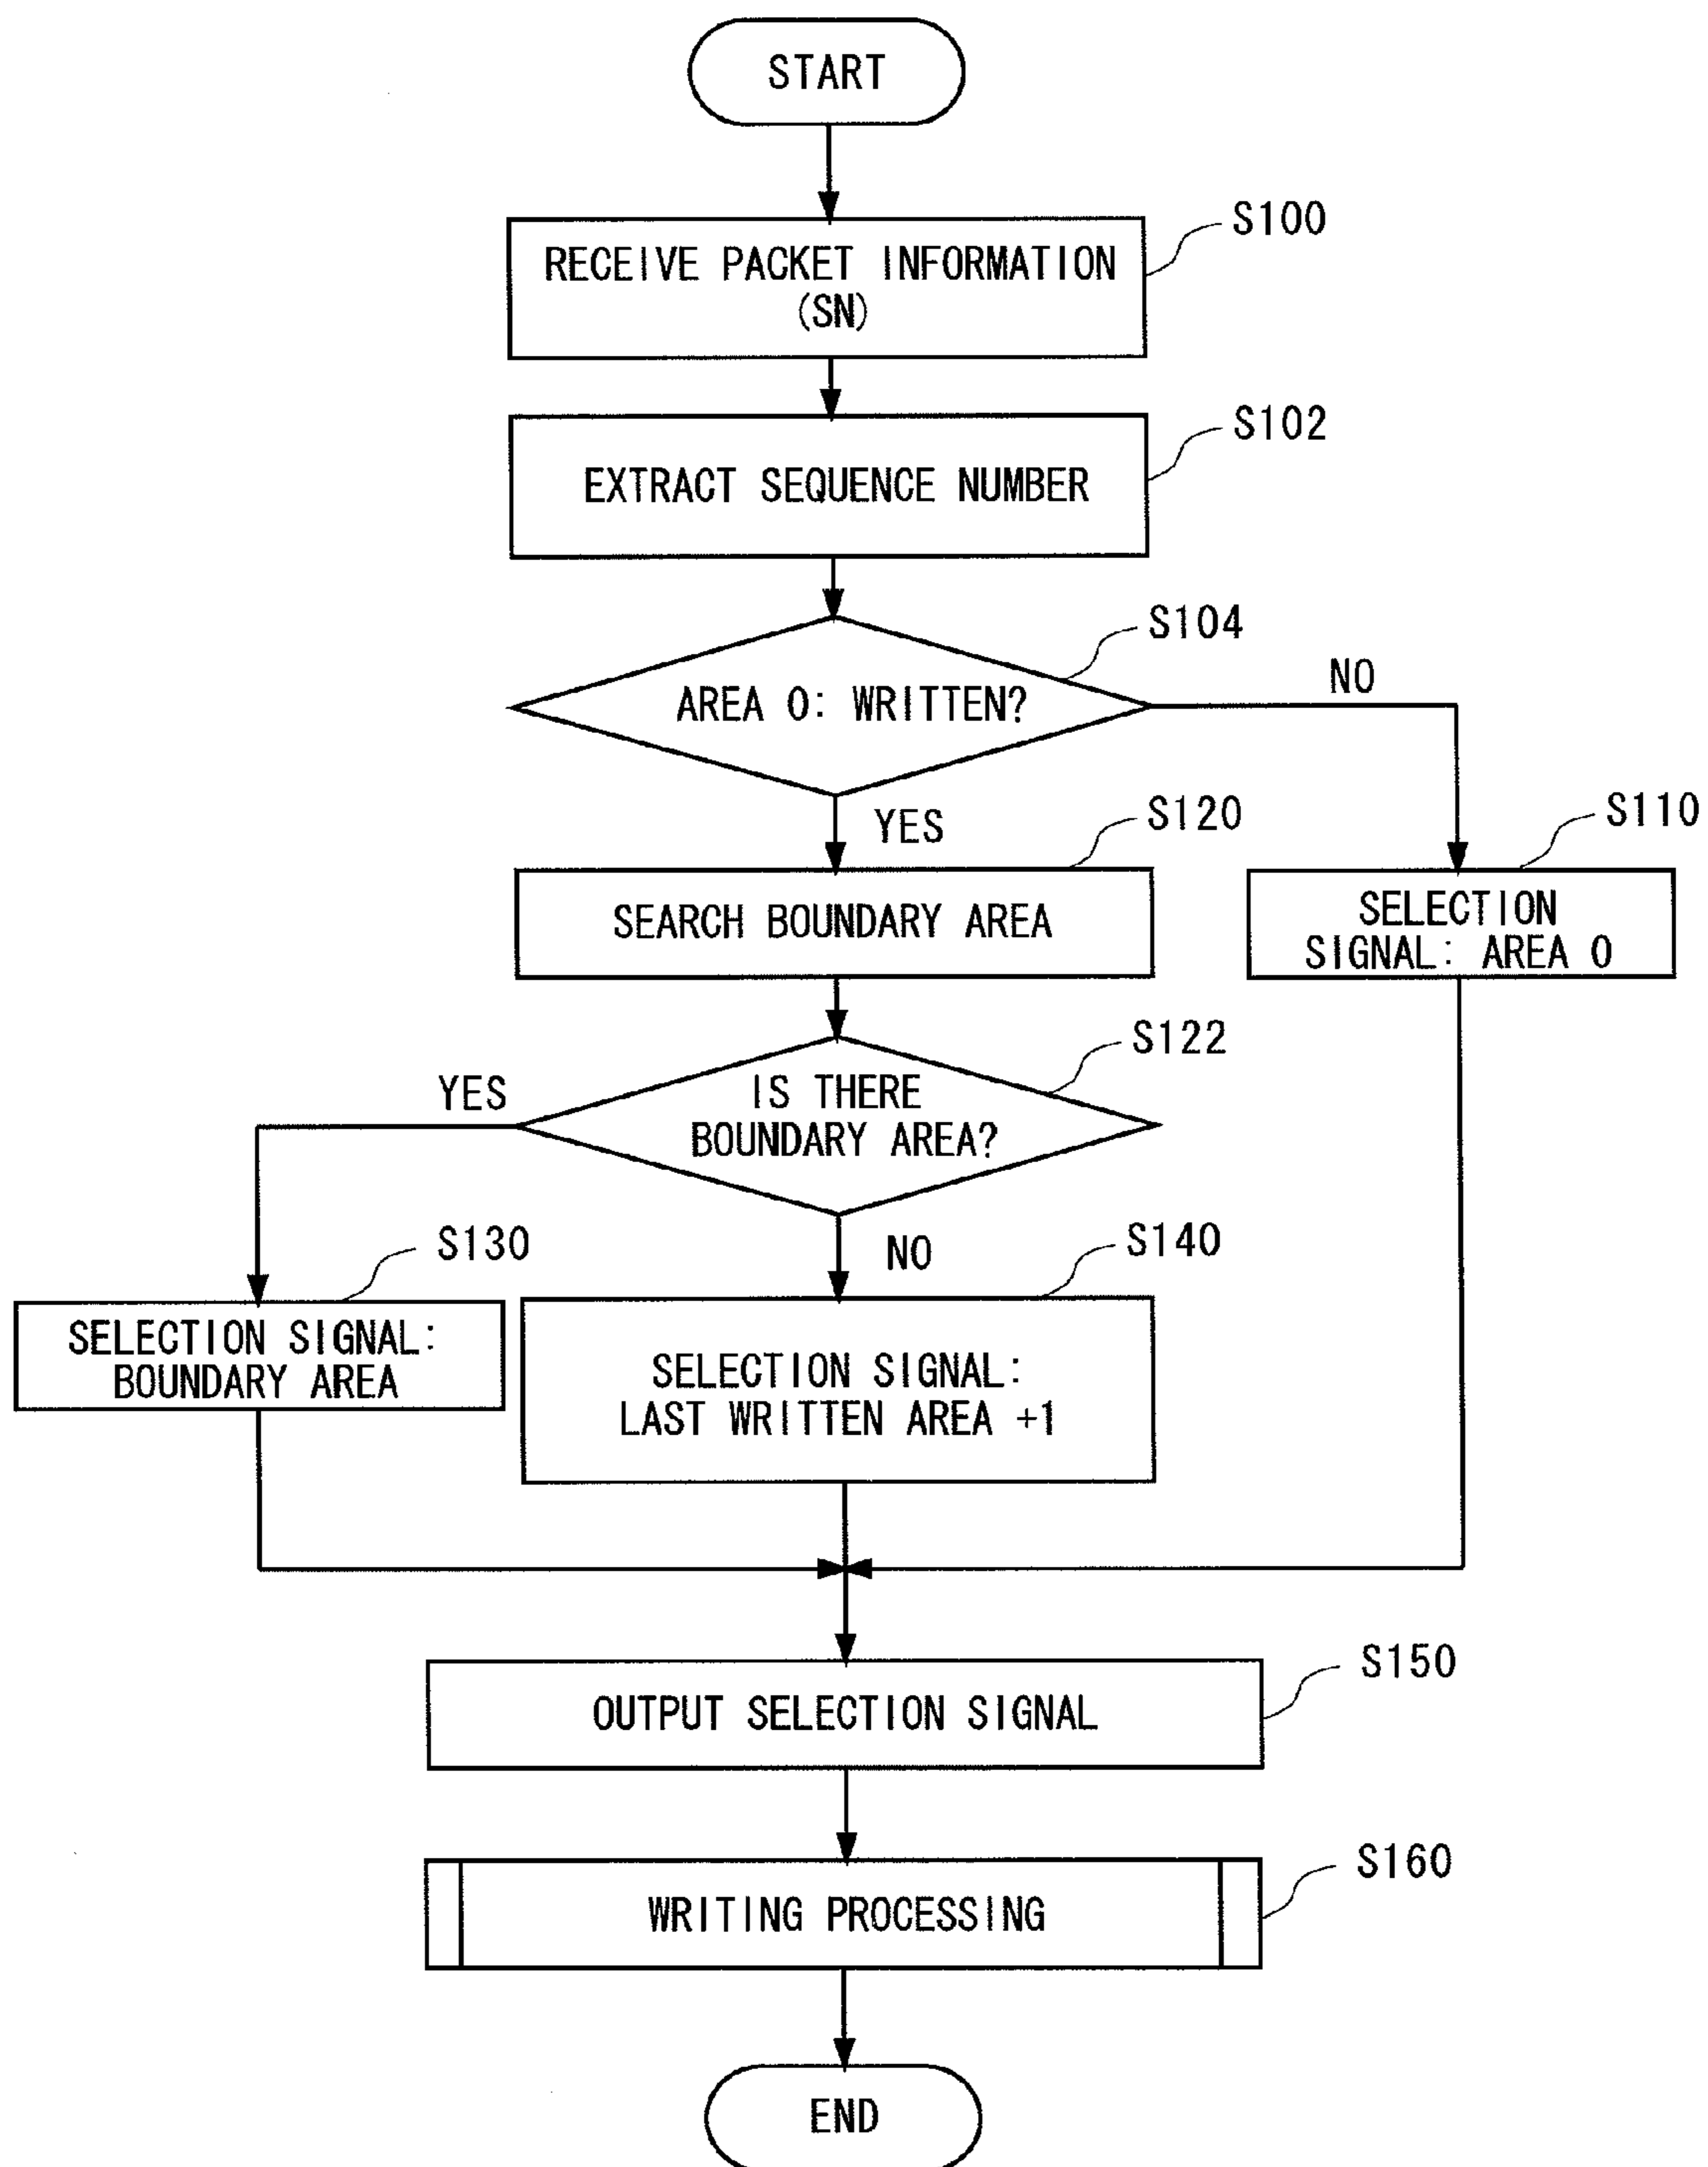 START
S100
RECEIVE PACKET INFORMATION
(SN)
S102
EXTRACT SEQUENCE NUMBER
S104
AREA 0: WRITTEN?
NO
YES
S120
S110
SEARCH BOUNDARY AREA
SELECTION
SIGNAL: AREA 0
S122
YES
IS THERE
BOUNDARY AREA?
S130
NO
S140
SELECTION SIGNAL:
BOUNDARY AREA
SELECTION SIGNAL:
LAST WRITTEN AREA +1
S150
OUTPUT SELECTION SIGNAL
S160
WRITING PROCESSING
END